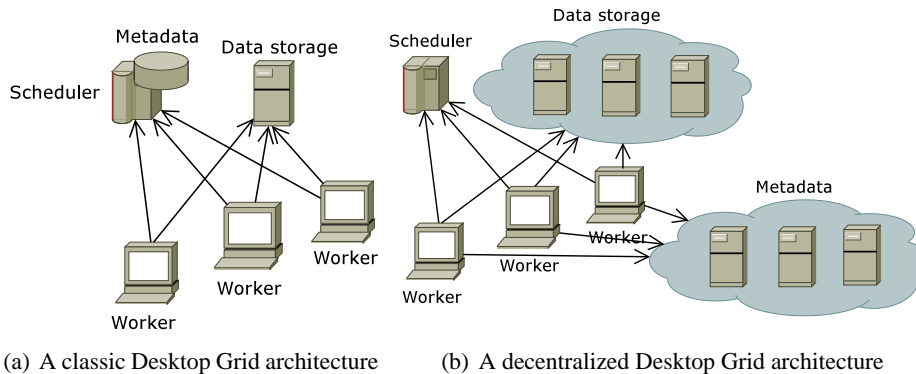 Metadata
Data storage
Scheduler
Worker
Worker
Worker
(a) A classic Desktop Grid architecture
Data storage
Scheduler
Metadata
Worker
Worker
Worker
(b) A decentralized Desktop Grid architecture